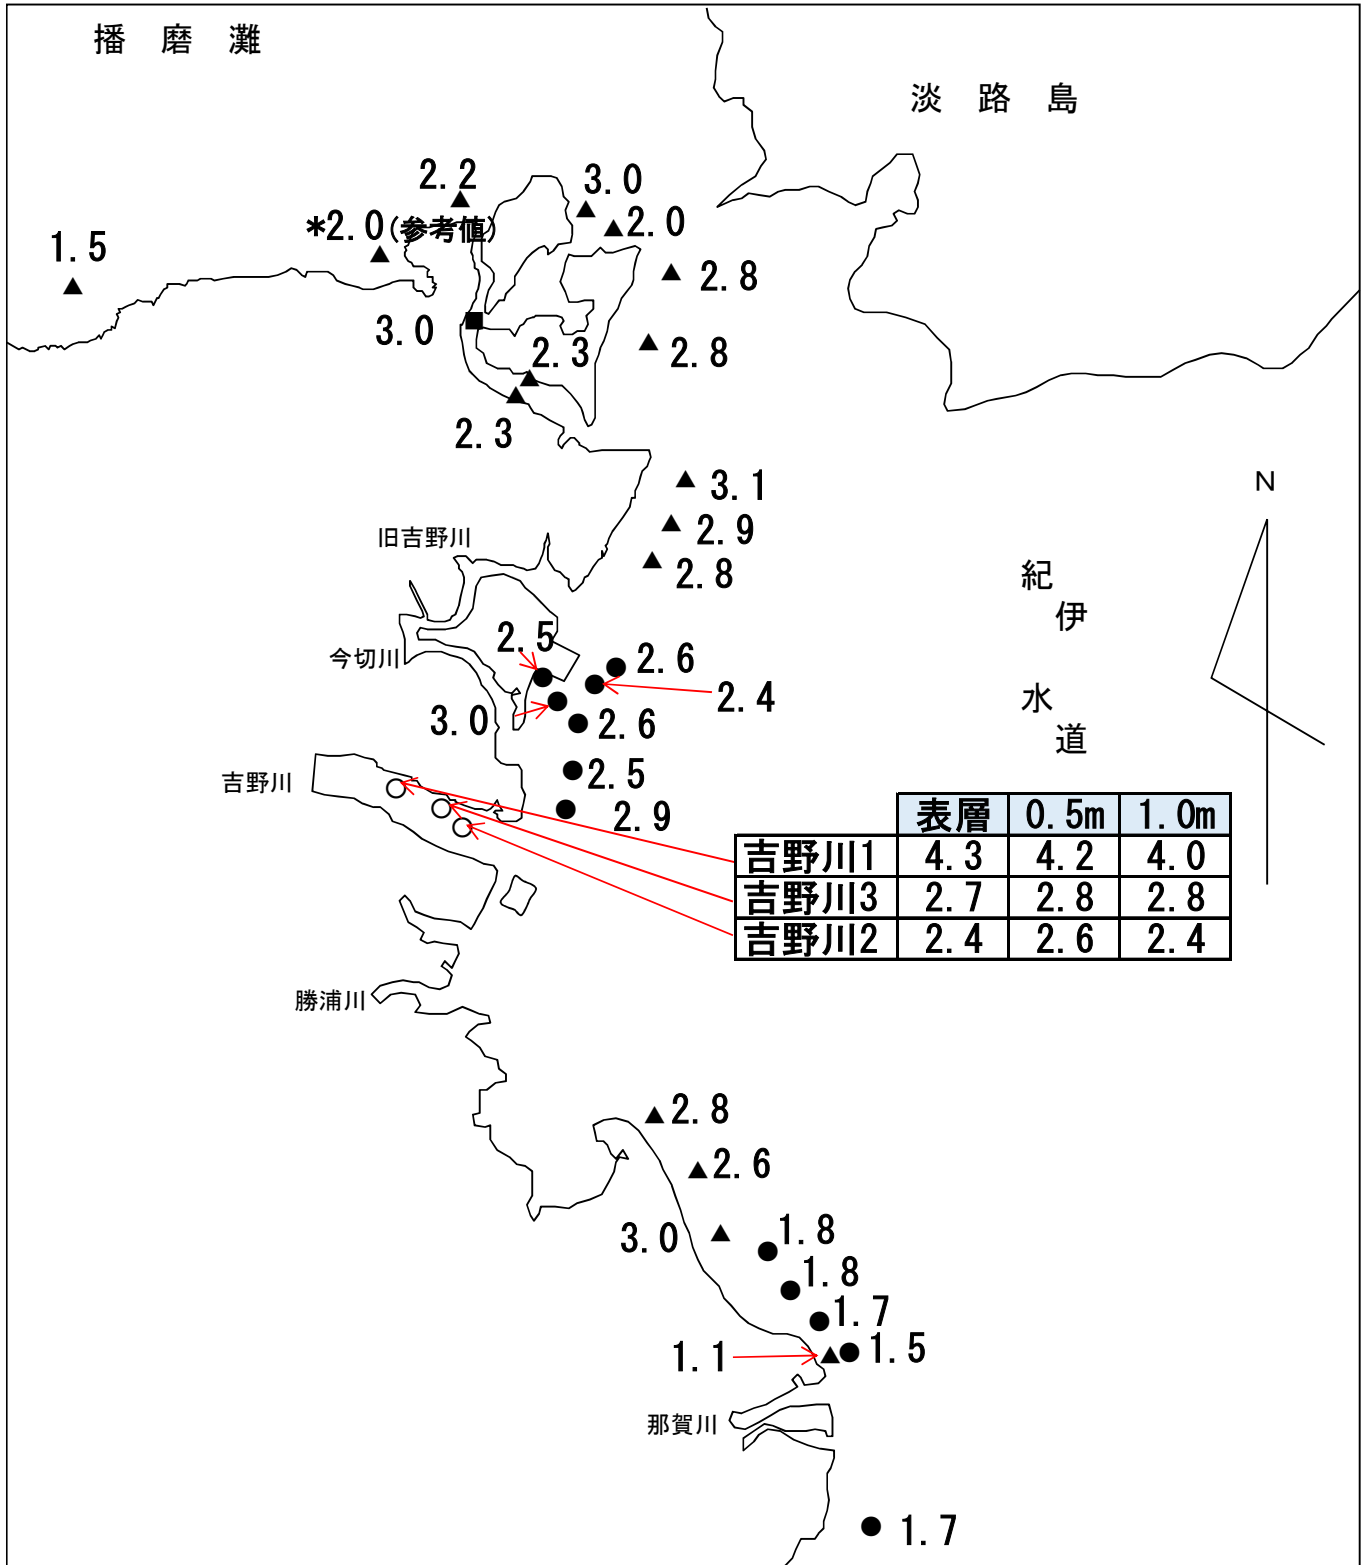 播 磨 灘
淡 路 島
2.2
3.0
*2.0(参考値)
2.0
1.5
2.8
3.0
2.3
2.8
2.3
3.1
N
2.9
旧吉野川
2.8
紀
伊
2.5
今切川
2.6
水
2.4
3.0
2.6
道
2.5
吉野川
2.9
表層 0.5m 1.0m
吉野川1 4.3 4.2 4.0
吉野川3 2.7 2.8 2.8
吉野川2 2.4 2.6 2.4
勝浦川
2.8
2.6
3.0
1.8
1.8
1.7
1.1
1.5
那賀川
1.7